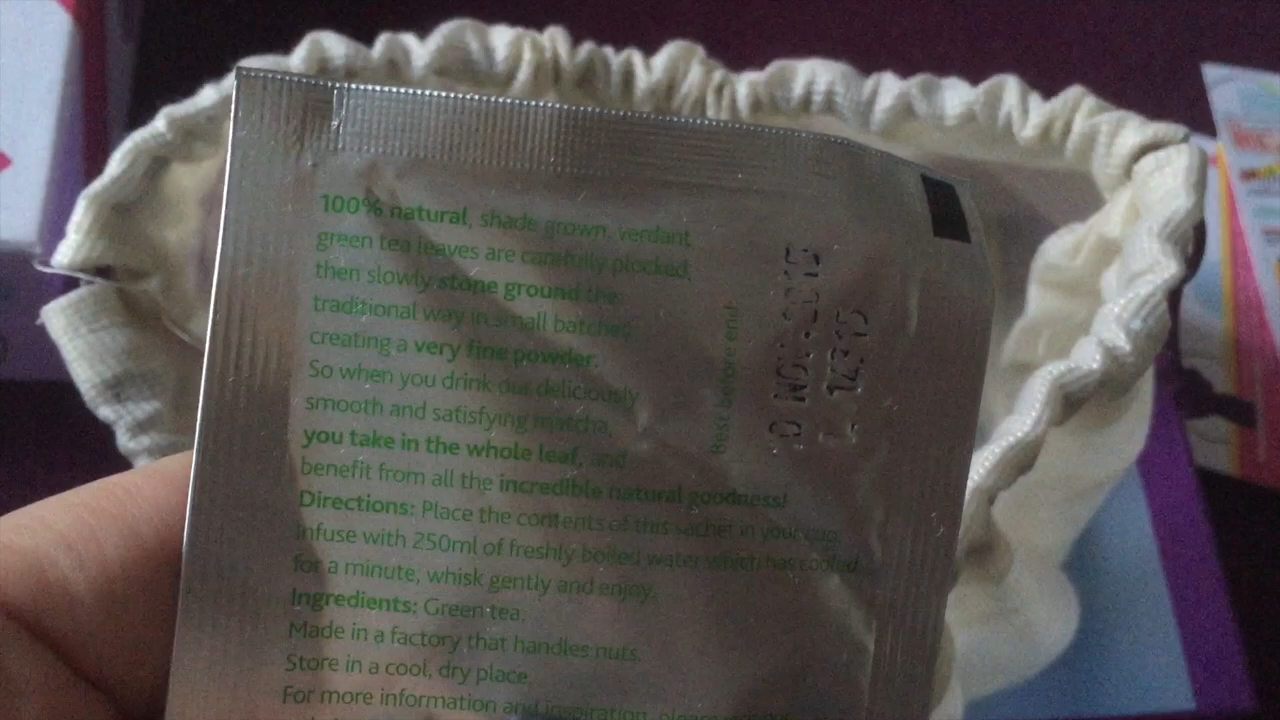 100% natural, shade grown, verdant
green tea leaves are carefully plocked,
then slowly stone ground the
traditional way in small batches
creating a very fine powder.
So when you drink our deliciously
smooth and satisfying matcha,
you take in the whole leaf, and
benefit from all the incredible natural goodness!
Directions: Place the contents of this sachet in your cup.
Infuse with 250ml of freshly boiled water which has cooled
for a minute, whisk gently and enjoy.
Ingredients: Green tea.
Made in a factory that handles nuts.
Store in a cool, dry place.
For more information and inspiration, please
Best before end:
NOV 2015
L 14315